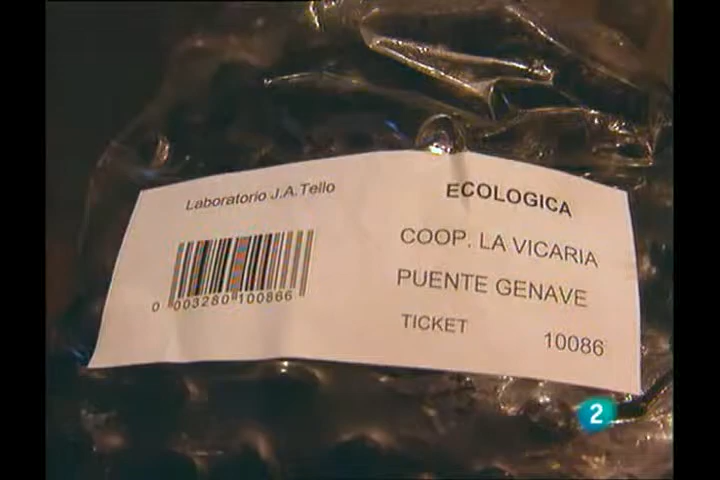 Laboratorio J.A.Tello
0 003280 100866
ECOLOGICA
COOP. LA VICARIA
PUENTE GENAVE
TICKET 10086
2